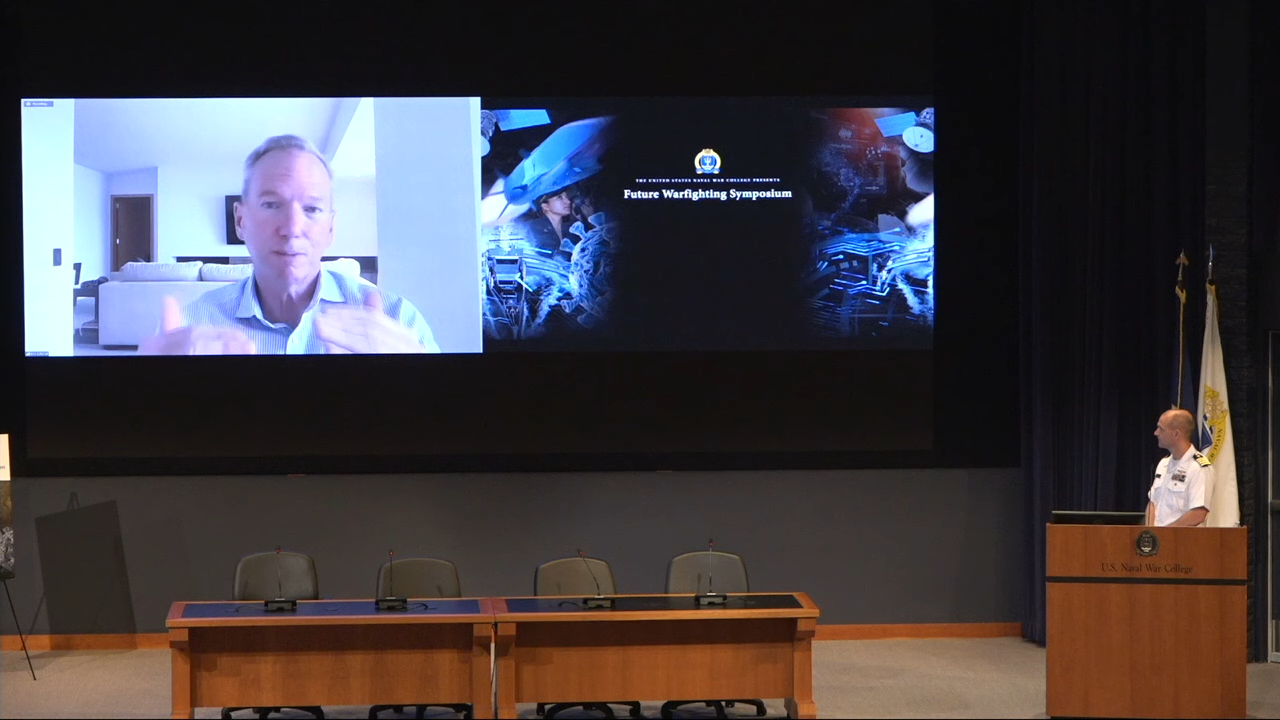 THE UNITED STATES NAVAL WAR COLLEGE PRESENTS
Future Warfighting Symposium
U.S. Naval War College